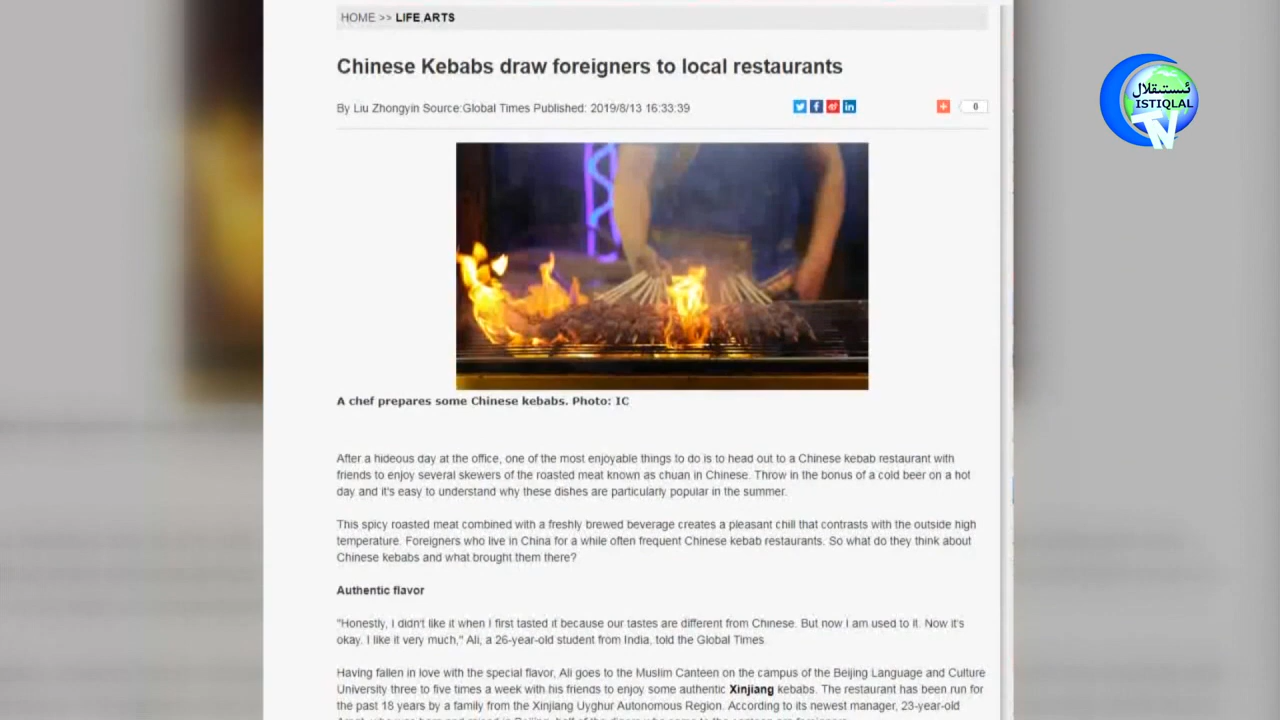 HOME >> LIFE,ARTS
Chinese Kebabs draw foreigners to local restaurants
By Liu Zhongyin Source:Global Times Published: 2019/8/13 16:33:39
0
ئىستىقلال
ISTIQLAL
TV
A chef prepares some Chinese kebabs. Photo: IC
After a hideous day at the office, one of the most enjoyable things to do is to head out to a Chinese kebab restaurant with
friends to enjoy several skewers of the roasted meat known as chuan in Chinese. Throw in the bonus of a cold beer on a hot
day and it's easy to understand why these dishes are particularly popular in the summer.
This spicy roasted meat combined with a freshly brewed beverage creates a pleasant chill that contrasts with the outside high
temperature. Foreigners who live in China for a while often frequent Chinese kebab restaurants. So what do they think about
Chinese kebabs and what brought them there?
Authentic flavor
"Honestly, I didn't like it when I first tasted it because our tastes are different from Chinese. But now I am used to it. Now it's
okay. I like it very much," Ali, a 26-year-old student from India, told the Global Times.
Having fallen in love with the special flavor, Ali goes to the Muslim Canteen on the campus of the Beijing Language and Culture
University three to five times a week with his friends to enjoy some authentic Xinjiang kebabs. The restaurant has been run for
the past 18 years by a family from the Xinjiang Uyghur Autonomous Region. According to its newest manager, 23-year-old